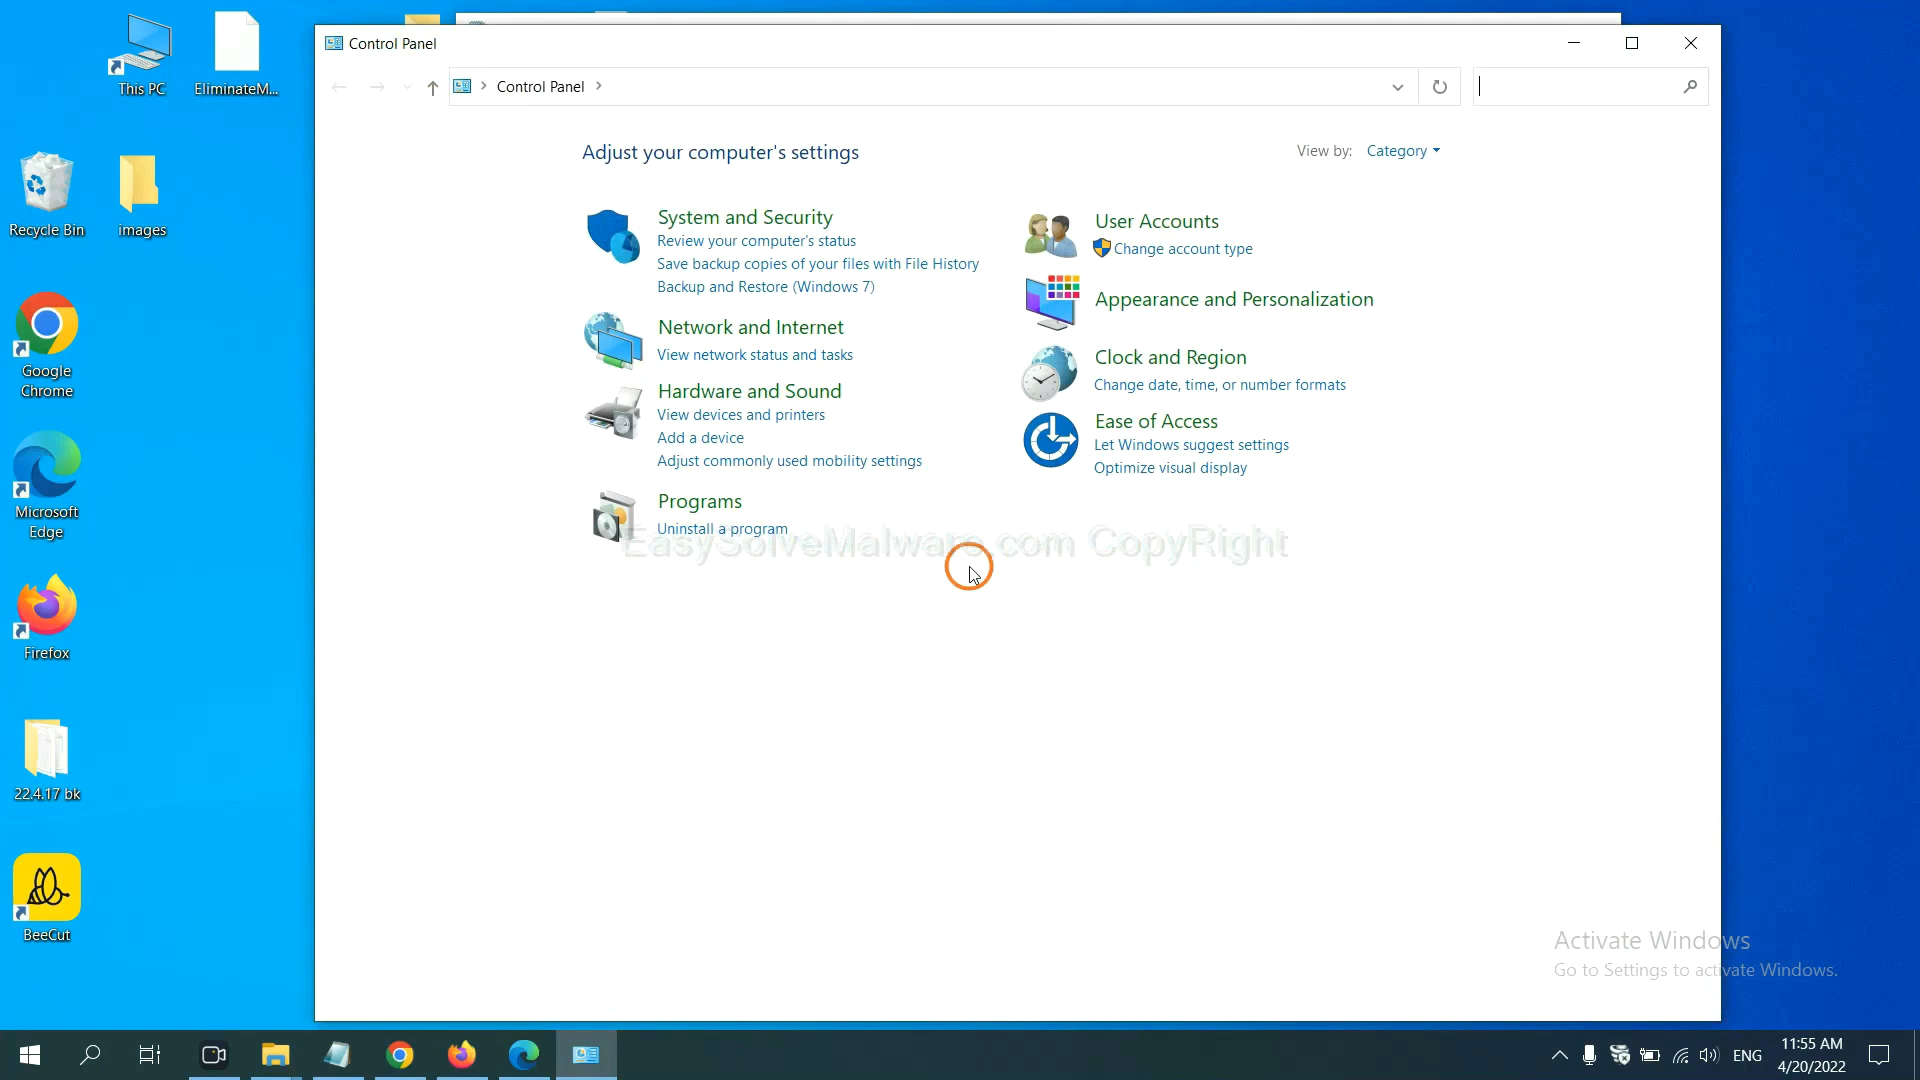 This PC
EliminateM...
Recycle Bin
images
Google
Chrome
Microsoft
Edge
Firefox
22.4.17 bk
BeeCut
Control Panel
Control Panel
Adjust your computer's settings
View by: Category
System and Security
Review your computer's status
Save backup copies of your files with File History
Backup and Restore (Windows 7)
Network and Internet
View network status and tasks
Hardware and Sound
View devices and printers
Add a device
Adjust commonly used mobility settings
Programs
Uninstall a program
User Accounts
Change account type
Appearance and Personalization
Clock and Region
Change date, time, or number formats
Ease of Access
Let Windows suggest settings
Optimize visual display
EasySolveMalware.com CopyRight
Activate Windows
Go to Settings to activate Windows.
ENG
11:55 AM
4/20/2022